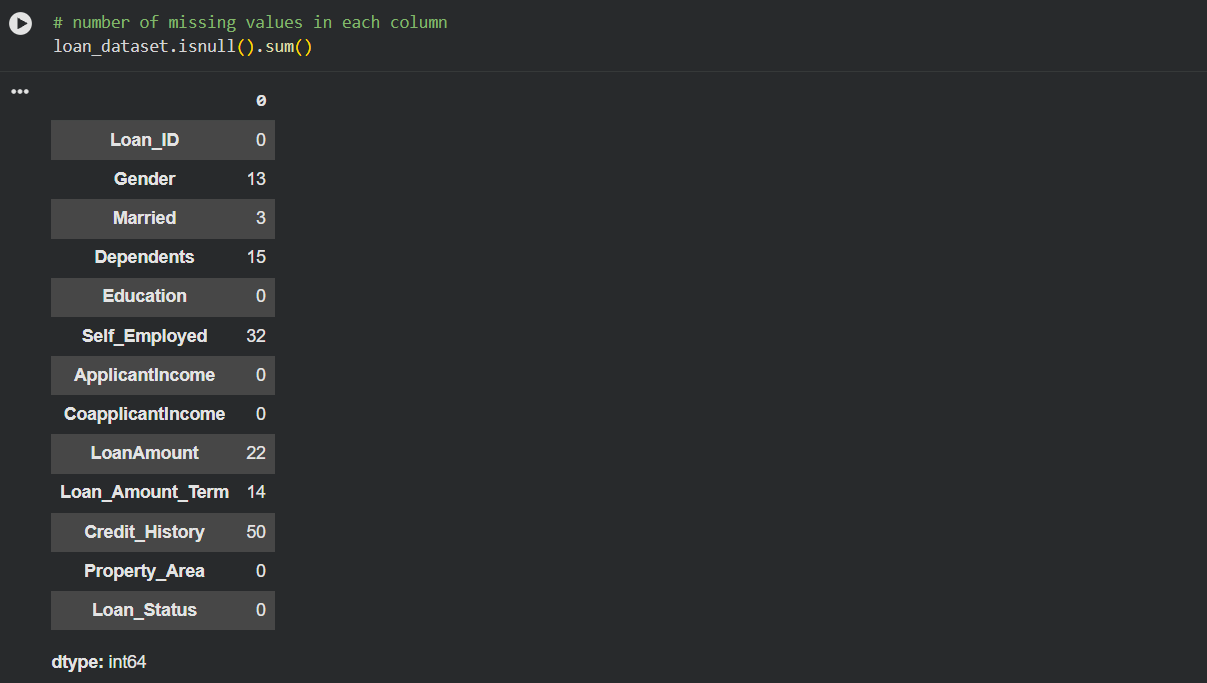 # number of missing values in each column
loan_dataset.isnull().sum()
0
Loan_ID 0
Gender 13
Married 3
Dependents 15
Education 0
Self_Employed 32
ApplicantIncome 0
CoapplicantIncome 0
LoanAmount 22
Loan_Amount_Term 14
Credit_History 50
Property_Area 0
Loan_Status 0
dtype: int64